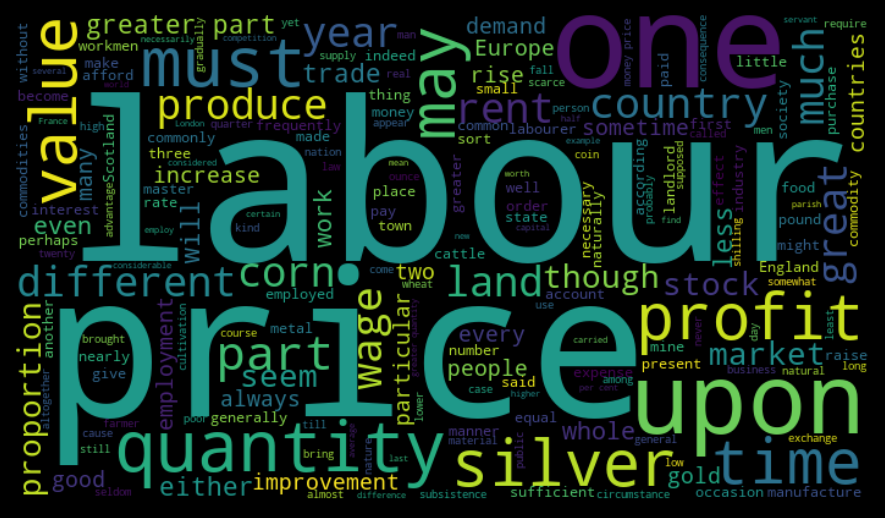 greater part
year
demand
one
yet
man
competition
servant
without
workmen
gradually
necessarily
supply
real
money price
consequence
require
make
afford
must
trade
indeed
Europe
rise
fall
scarce
paid
little
several
world
become
value
produce
thing
small
may
rent
country
much
purchase
countries
France
London
quarter
frequently
money
appear
person
half
men
called
society
high
commonly
made
common
labourer
sometime
first
commodities
many
Scotland
advantage
three
considered
nation
mean
sort
coin
example
according
landlord
supposed
increase
law
ounce
greater
worth
effect
industry
food
great
commodity
interest
master
place
well
necessary
naturally
probably
parish
even
rate
certain
pay
order
state
find
less
pound
shilling
might
perhaps
will
kind
work
town
new
capital
twenty
employ
labour
cattle
considerable
come
different
corn
two
wheat
land
though
account
use
stock
England
somewhat
another
employed
wage
particular
metal
every
carried
profit
proportion
nearly
brought
course
part
number
mine
never
day
least
market
raise
employment
cultivation
give
seem
people
said
expense
among
present
natural
long
altogether
always
case
per cent
business
price
lower
higher
farmer
poor
generally
equal
upon
cause
till
manner
whole
general
exchange
still
quantity
nature
average
material
public
silver
low
time
good
bring
greater quantity
gold
either
improvement
last
seldom
almost
difference
subsistence
sufficient
circumstance
occasion
manufacture